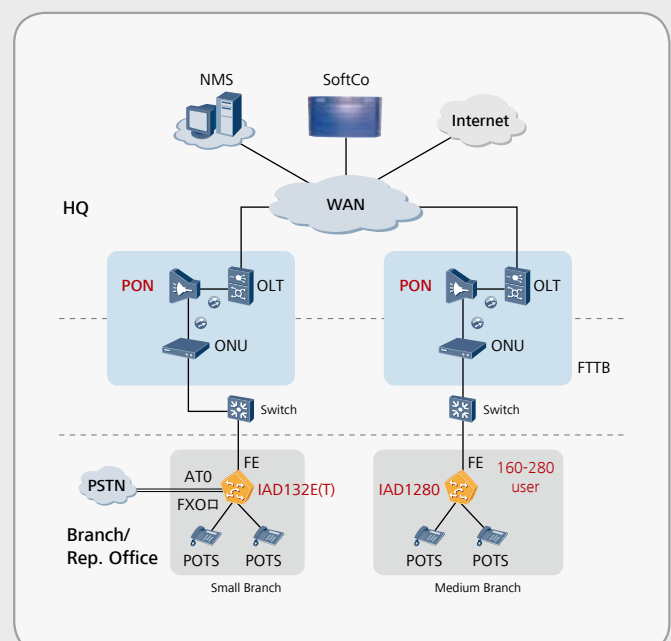 NMS
SoftCo
Internet
WAN
HQ
PON
OLT
PON
OLT
ONU
ONU
FTTB
Switch
Switch
FE
FE
160-280
user
AT0
PSTN
IAD132E(T)
IAD1280
FXO口
Branch/
Rep. Office
POTS
POTS
POTS
POTS
Small Branch
Medium Branch